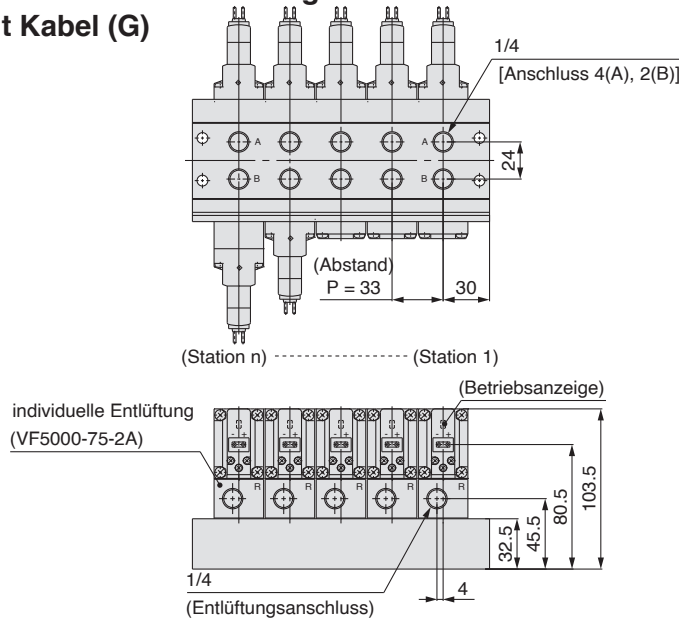 t Kabel (G)
1/4
[Anschluss 4(A), 2(B)]
A
A
24
B
B
(Abstand)
P = 33
30
(Station n) (Station 1)
(Betriebsanzeige)
individuelle Entlüftung
(VF5000-75-2A)
- + - + - + - + - +
R R R R R
32.5
45.5
80.5
103.5
1/4
(Entlüftungsanschluss)
4